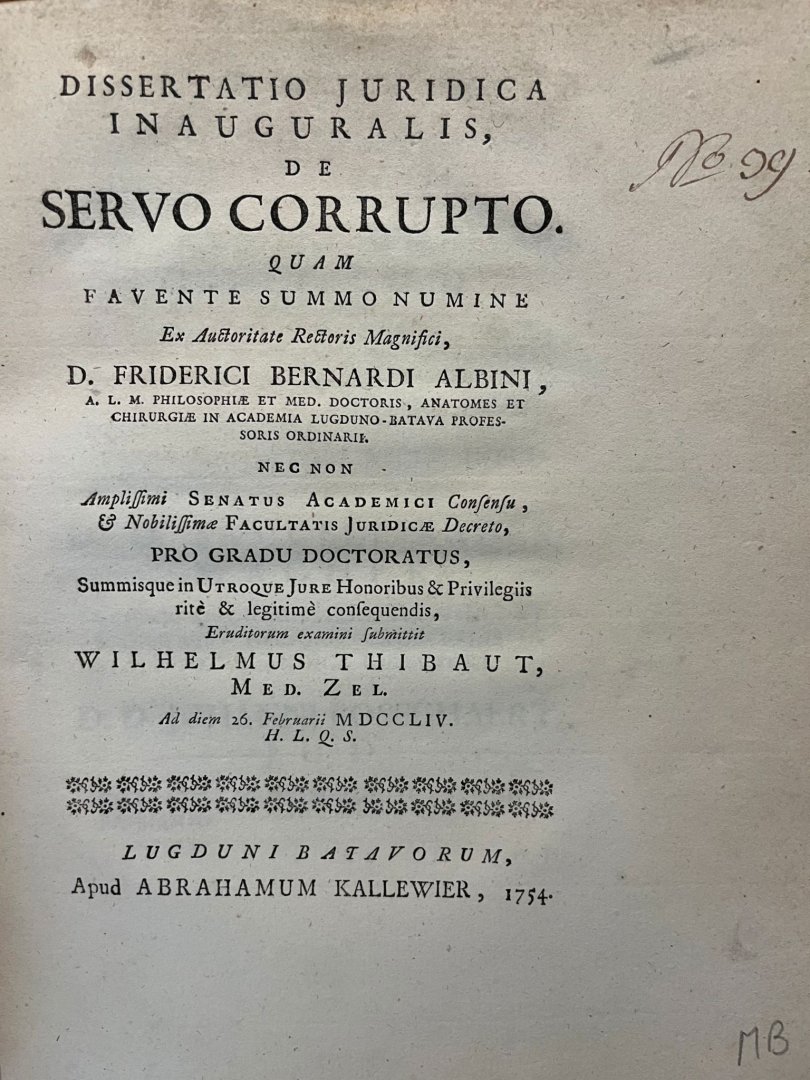 DISSERTATIO JURIDICA
INAUGURALIS,
DE
SERVO CORRUPTO.
QUAM
FAVENTE SUMMO NUMINE
Ex Auctoritate Rectoris Magnifici,
D. FRIDERICI BERNARDI ALBINI,
A. L. M. PHILOSOPHIÆ ET MED. DOCTORIS, ANATOMES ET
CHIRURGIÆ IN ACADEMIA LUGDUNO-BATAVA PROFES-
SORIS ORDINARII.
NEC NON
Ampliſſimi SENATUS ACADEMICI Conſenſu,
& Nobiliſſimæ FACULTATIS JURIDICÆ Decreto,
PRO GRADU DOCTORATUS,
Summisque in UTROQUE JURE Honoribus & Privilegiis
ritè & legitimè conſequendis,
Eruditorum examini ſubmittit
WILHELMUS THIBAUT,
MED. ZEL.
Ad diem 26. Februarii MDCCLIV.
H. L. Q. S.
LUGDUNI BATAVORUM,
Apud ABRAHAMUM KALLEWIER, 1754.
No. 99.
MB